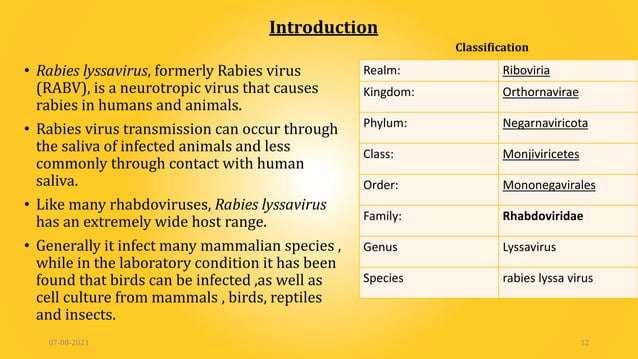 Introduction
• Rabies lyssavirus, formerly Rabies virus
(RABV), is a neurotropic virus that causes
rabies in humans and animals.
• Rabies virus transmission can occur through
the saliva of infected animals and less
commonly through contact with human
saliva.
• Like many rhabdoviruses, Rabies lyssavirus
has an extremely wide host range.
• Generally it infect many mammalian species ,
while in the laboratory condition it has been
found that birds can be infected ,as well as
cell culture from mammals , birds, reptiles
and insects.
Classification
Realm: Riboviria
Kingdom: Orthornavirae
Phylum: Negarnaviricota
Class: Monjiviricetes
Order: Mononegavirales
Family: Rhabdoviridae
Genus Lyssavirus
Species rabies lyssa virus
07-08-2021 12